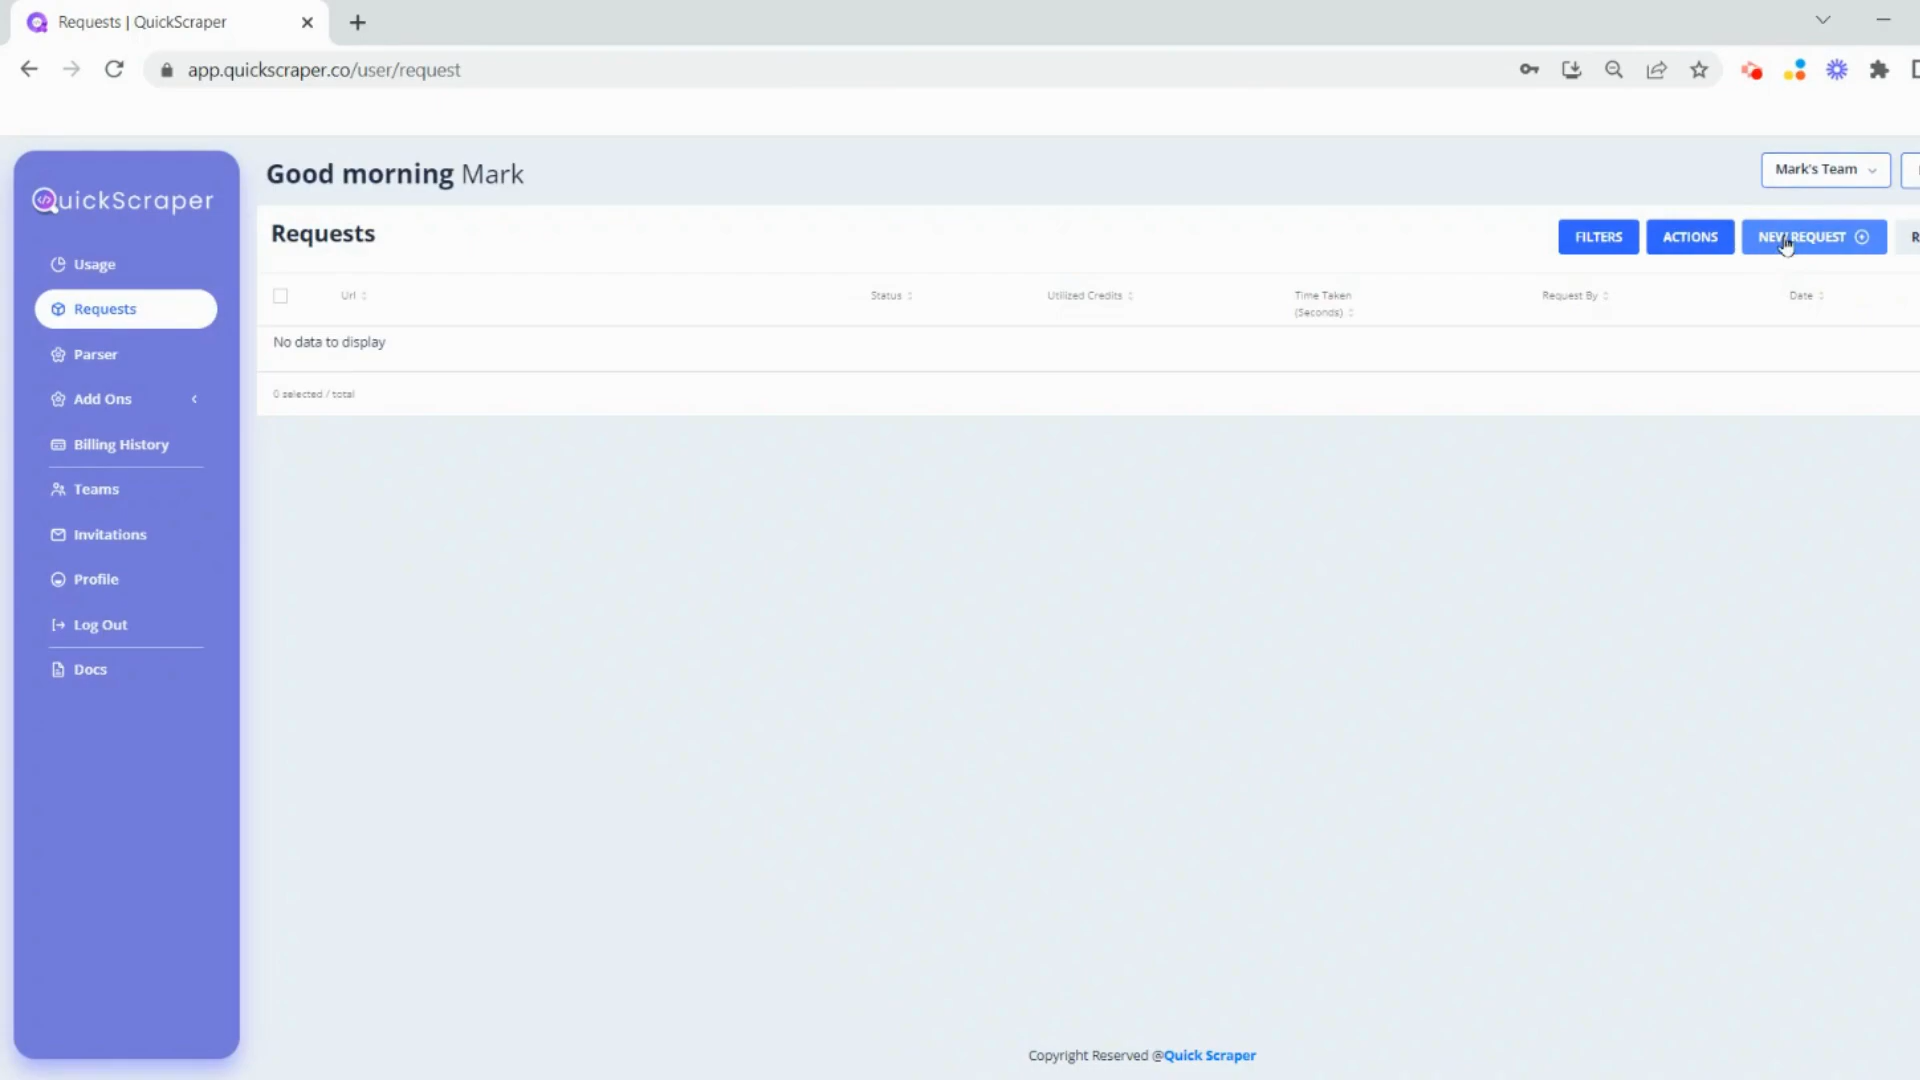 Requests | QuickScraper
app.quickscraper.co/user/request
QuickScraper
Good morning Mark
Mark's Team
Requests
FILTERS
ACTIONS
NEW REQUEST
R
Usage
Requests
Parser
Add Ons
Billing History
Teams
Invitations
Profile
Log Out
Docs
Url
Status
Utilized Credits
Time Taken
(Seconds)
Request By
Date
No data to display
0 selected / total
Copyright Reserved @Quick Scraper